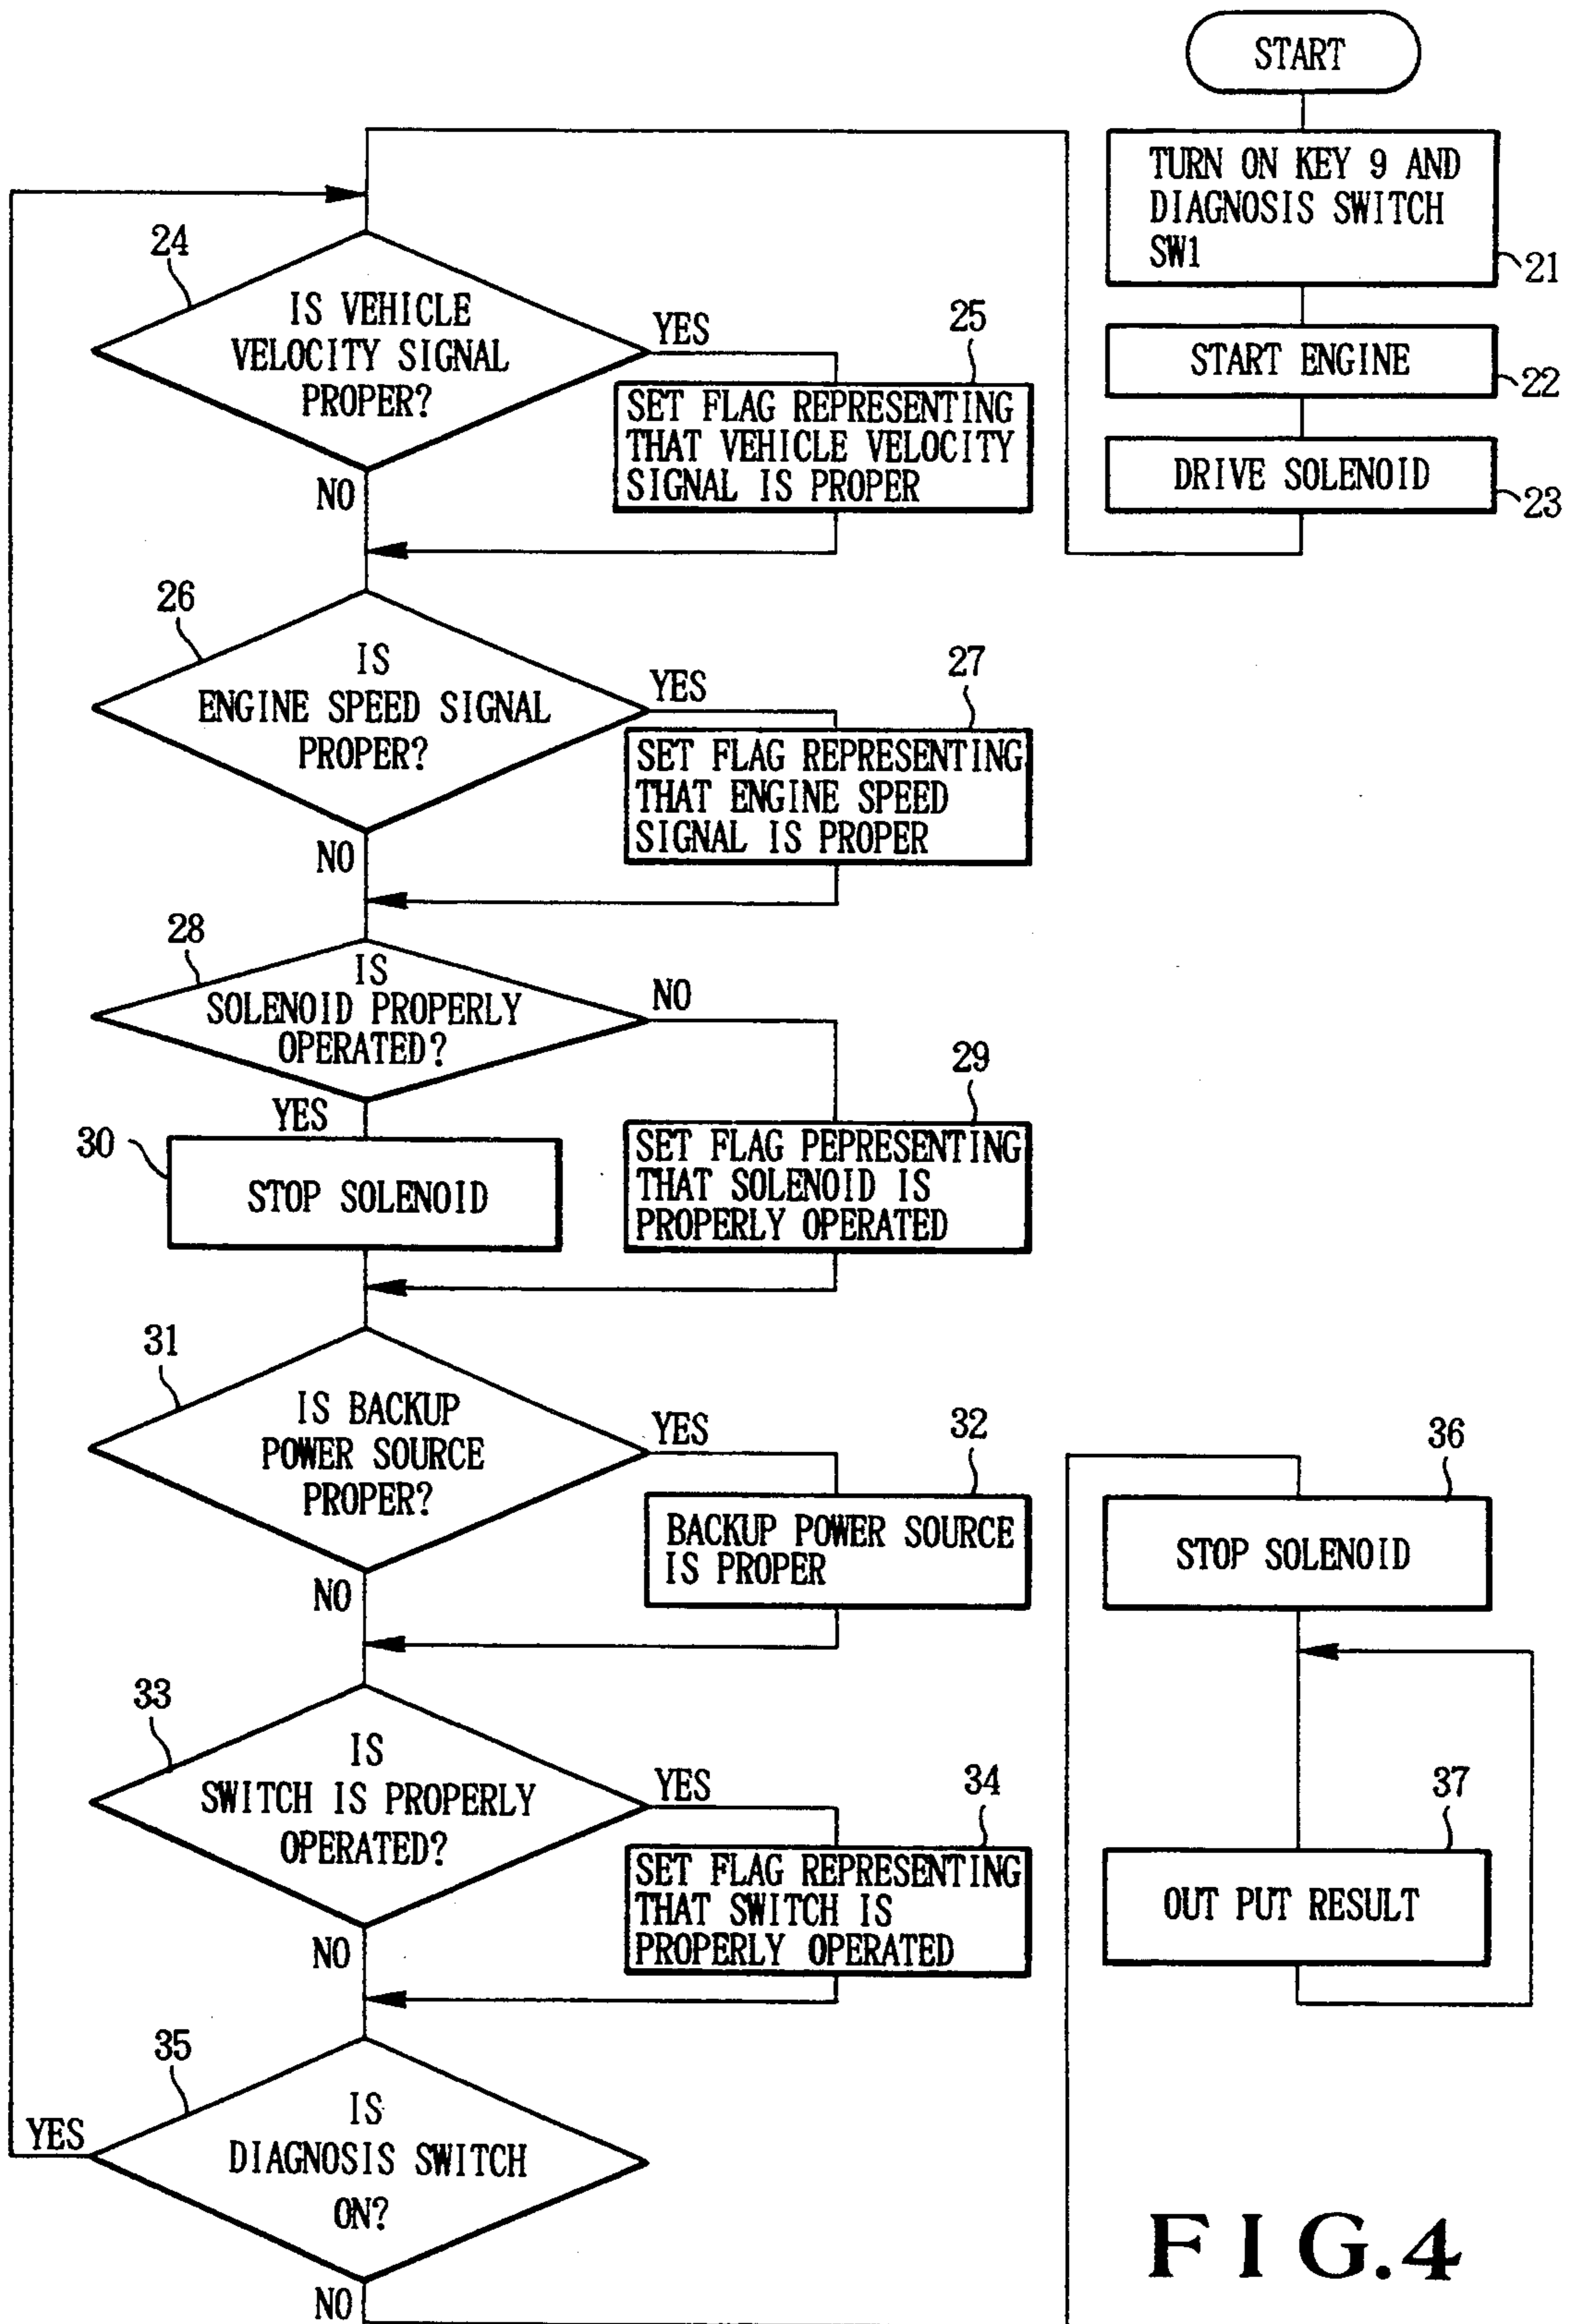 START
TURN ON KEY 9 AND
DIAGNOSIS SWITCH
SW1
21
START ENGINE
22
DRIVE SOLENOID
23
24
IS VEHICLE
VELOCITY SIGNAL
PROPER?
YES
NO
25
SET FLAG REPRESENTING
THAT VEHICLE VELOCITY
SIGNAL IS PROPER
26
IS
ENGINE SPEED SIGNAL
PROPER?
YES
NO
27
SET FLAG REPRESENTING
THAT ENGINE SPEED
SIGNAL IS PROPER
28
IS
SOLENOID PROPERLY
OPERATED?
NO
YES
29
SET FLAG PEPRESENTING
THAT SOLENOID IS
PROPERLY OPERATED
30
STOP SOLENOID
31
IS BACKUP
POWER SOURCE
PROPER?
YES
NO
32
BACKUP POWER SOURCE
IS PROPER
33
IS
SWITCH IS PROPERLY
OPERATED?
YES
NO
34
SET FLAG REPRESENTING
THAT SWITCH IS
PROPERLY OPERATED
35
IS
DIAGNOSIS SWITCH
ON?
YES
NO
36
STOP SOLENOID
37
OUT PUT RESULT
FIG.4